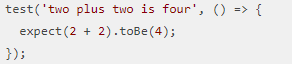 test('two plus two is four', () => {
  expect(2 + 2).toBe(4);
});